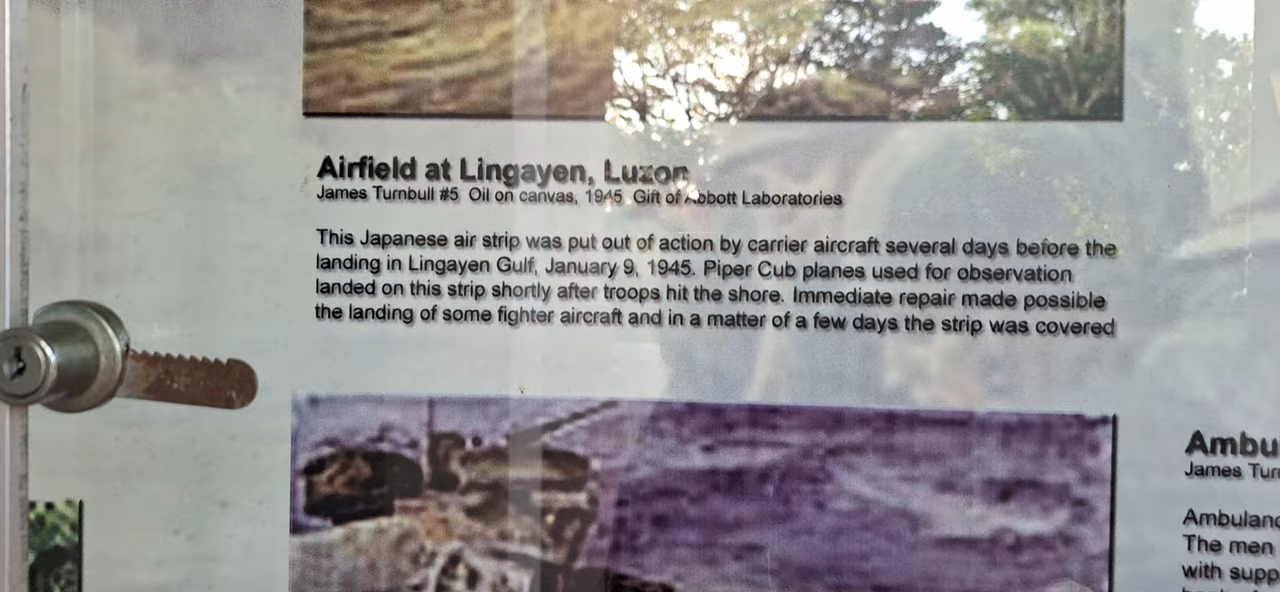 Airfield at Lingayen, Luzon
James Turnbull #5 Oil on canvas, 1945 Gift of Abbott Laboratories
This Japanese air strip was put out of action by carrier aircraft several days before the
landing in Lingayen Gulf, January 9, 1945. Piper Cub planes used for observation
landed on this strip shortly after troops hit the shore. Immediate repair made possible
the landing of some fighter aircraft and in a matter of a few days the strip was covered
James
The men
with